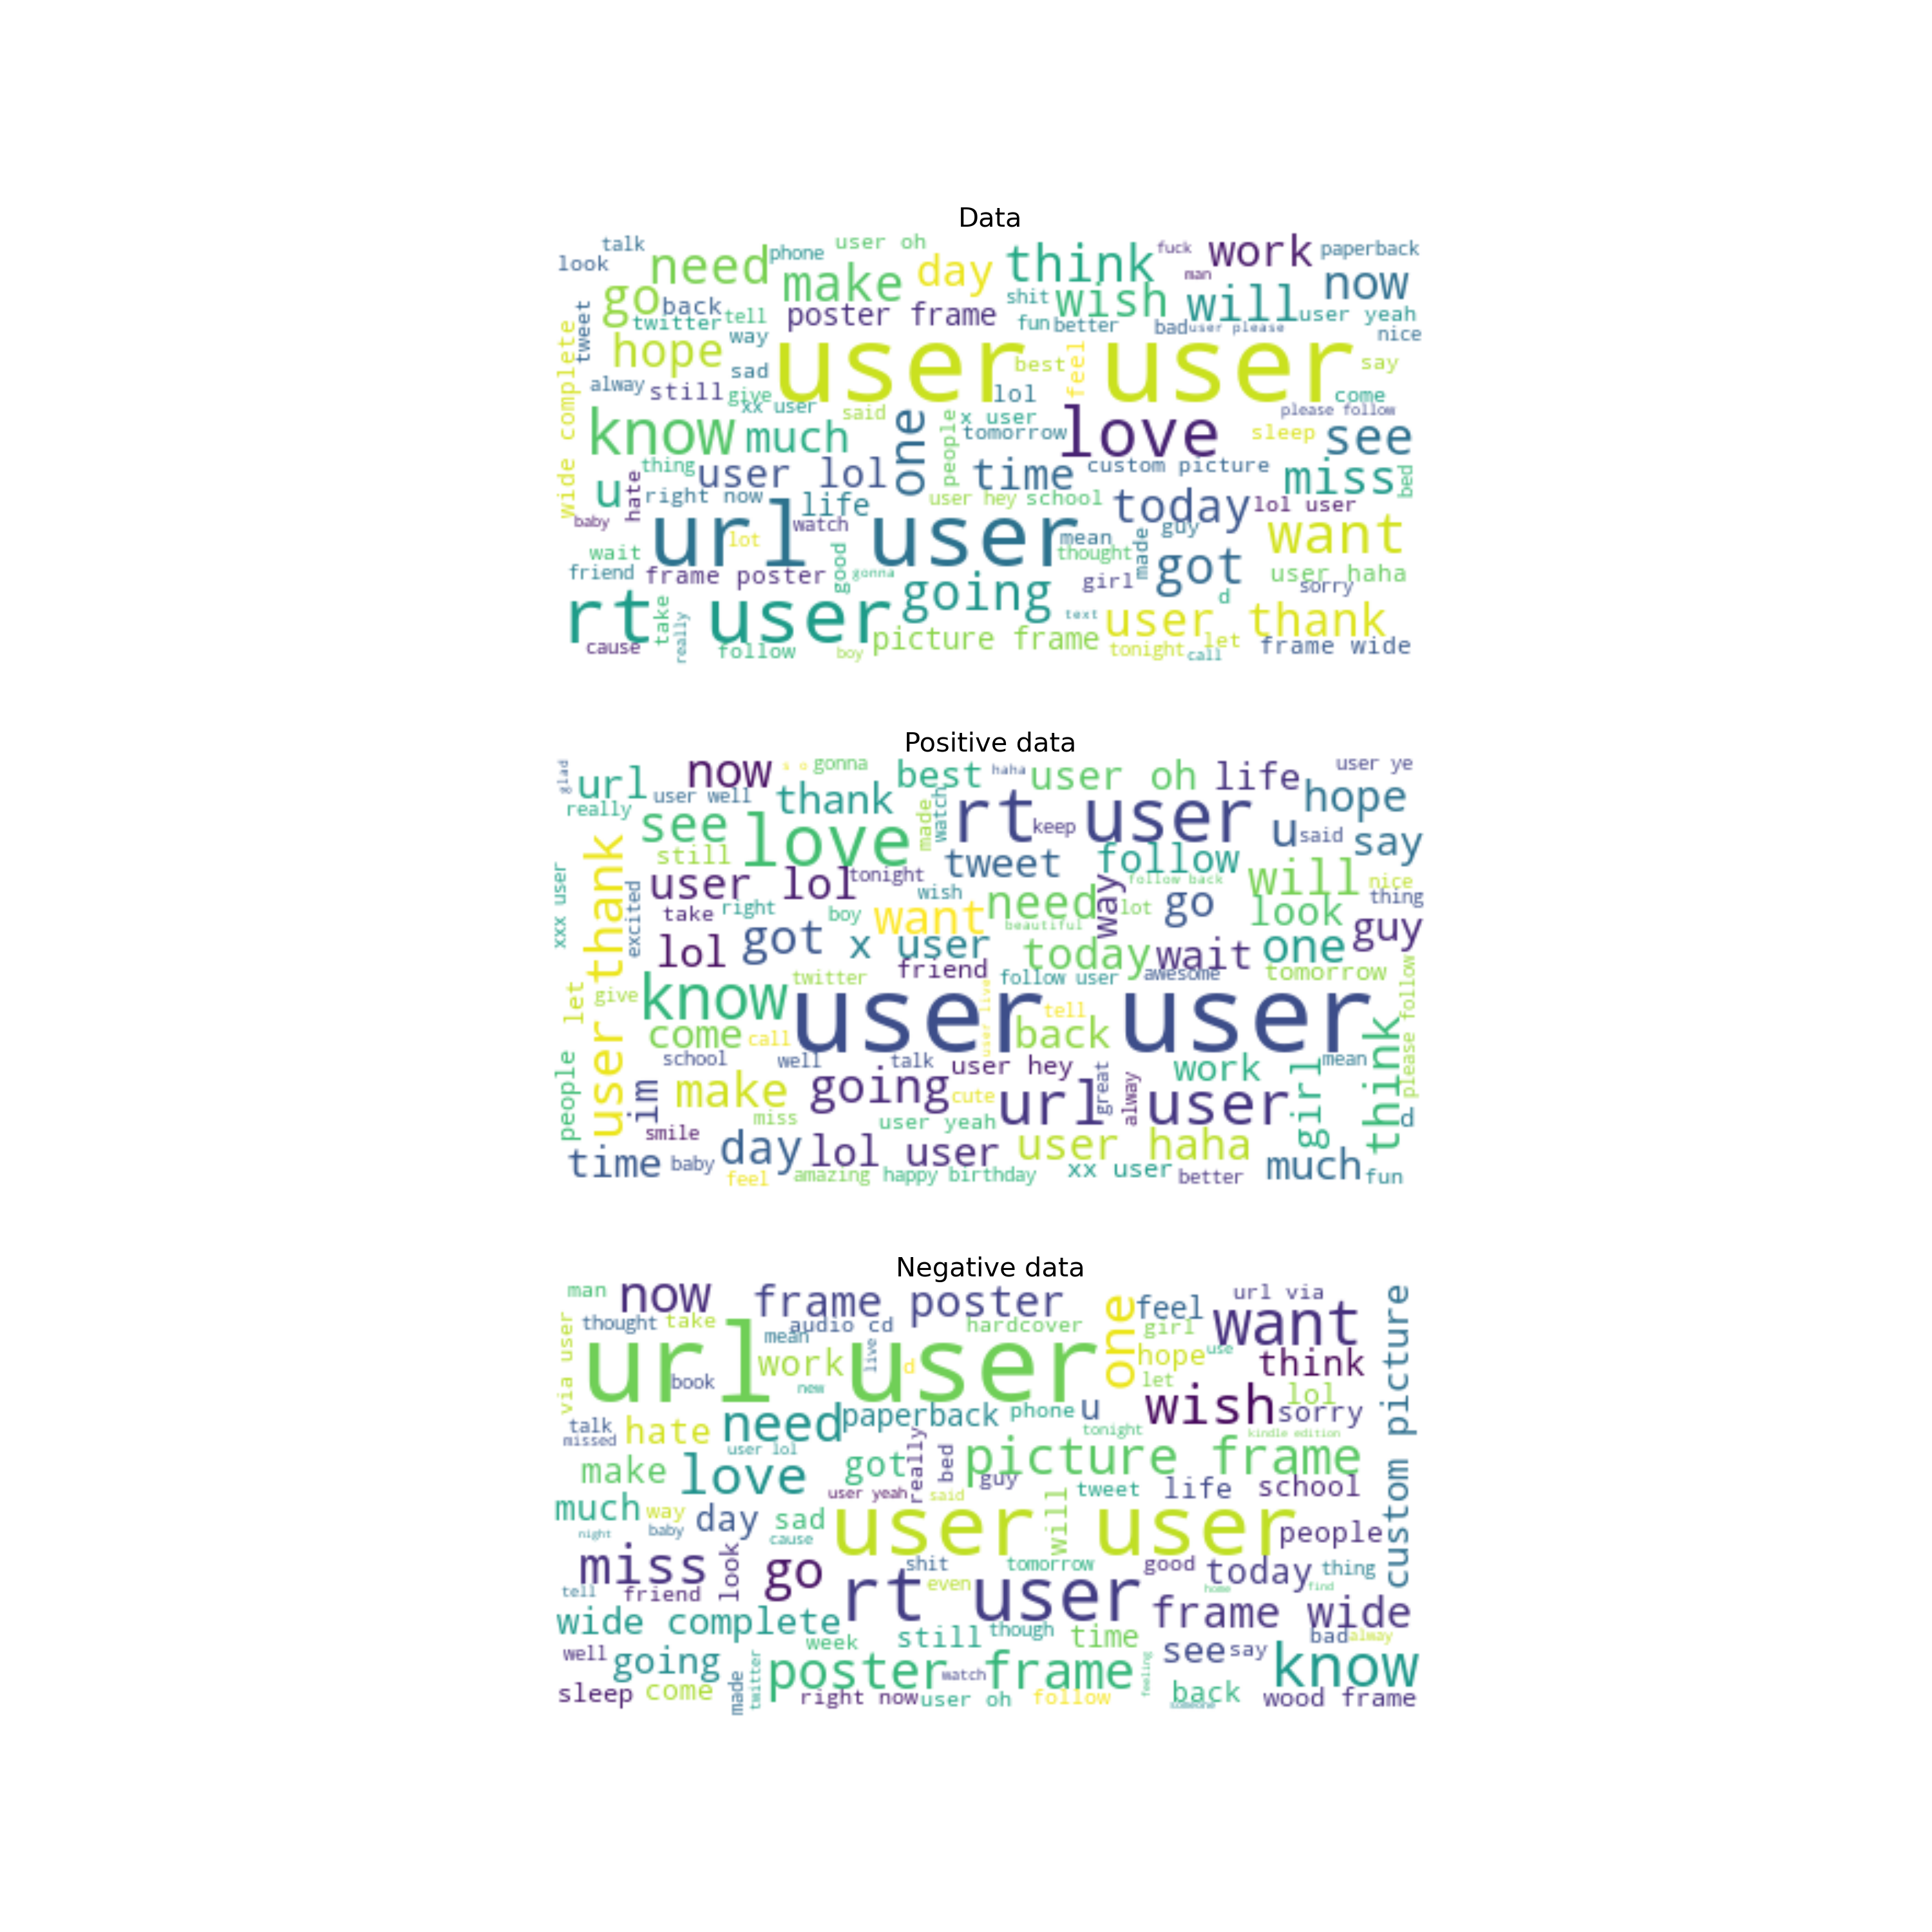 Data
talk
look
need
phone
user oh
make
day
think
fuck
man
work
paperback
now
go
back
twitter
tell
poster frame
shit
wish
will
user yeah
fun
better
bad
user please
nice
tweet
wide complete
hope
way
sad
user user
best
feel
say
alway
still
give
xx user
said
lol
come
please follow
know
much
one
people
x user
tomorrow
love
sleep
see
thing
user lol
time
custom picture
miss
bed
u
hate
right now
life
user hey
school
today
lol user
baby
url user
watch
lot
mean
guy
want
wait
good
thought
made
got
friend
frame poster
gonna
going
girl
user haha
sorry
d
rt user
take
really
text
user thank
cause
follow
boy
picture frame
tonight
let
call
frame wide
Positive data
glad
url
now
s o
gonna
best
haha
user oh
life
user ye
really
user well
thank
made
watch
rt user
keep
hope
see
love
u
said
say
still
tweet
follow
user thank
user lol
tonight
wish
follow back
will
nice
thing
xxx user
excited
take
right
boy
want
need
way
lot
go
look
guy
lol
got
x user
beautiful
today
wait
one
friend
twitter
follow user
awesome
tomorrow
please follow
let
give
know
user user
user live
tell
come
call
back
think
people
school
well
talk
user hey
work
girl
mean
im
make
going
cute
url user
great
alway
miss
user yeah
d
smile
time
baby
day
lol user
user haha
feel
amazing
happy birthday
xx user
better
much
fun
Negative data
man
now
frame poster
one
feel
url via
want
custom picture
thought
take
audio cd
mean
hardcover
girl
via user
url user
work
live
d
hope
use
think
book
new
let
wish
lol
sorry
talk
missed
hate
need
paperback
phone
u
tonight
kindle edition
user lol
make
love
got
really
bed
picture frame
guy
user yeah
said
tweet
life
school
much
way
day
sad
night
baby
cause
user user
will
people
miss
look
go
shit
tomorrow
good
today
thing
tell
friend
rt user
even
home
find
wide complete
frame wide
week
still
though
time
bad
alway
well
going
see
say
know
sleep
come
made
twitter
poster frame
watch
feeling
right now
user oh
follow
back
someone
wood frame